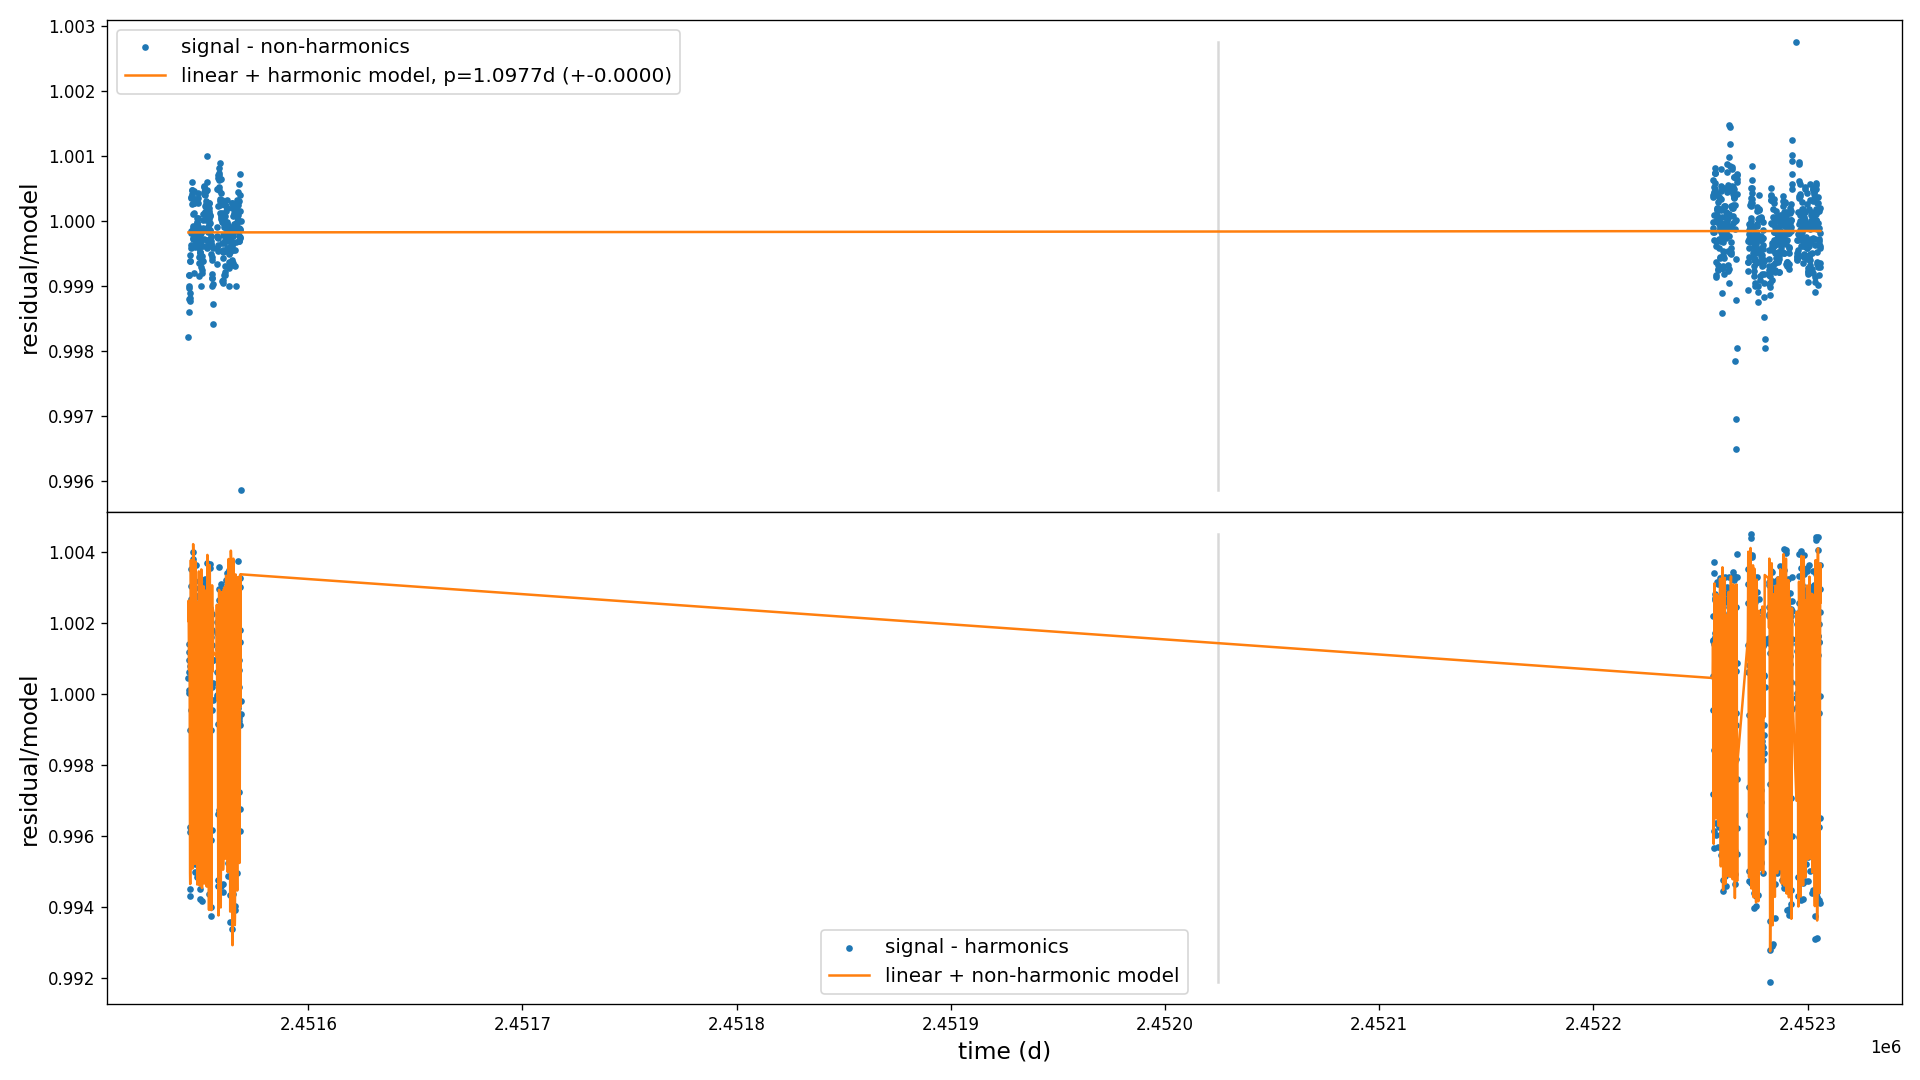 1.003
1.002
1.001
1.000
0.999
0.998
0.997
0.996
residual/model
signal - non-harmonics
linear + harmonic model, p=1.0977d (+-0.0000)
1.004
1.002
1.000
0.998
0.996
0.994
0.992
residual/model
signal - harmonics
linear + non-harmonic model
2.4516 2.4517 2.4518 2.4519 2.4520 2.4521 2.4522 2.4523
1e6
time (d)